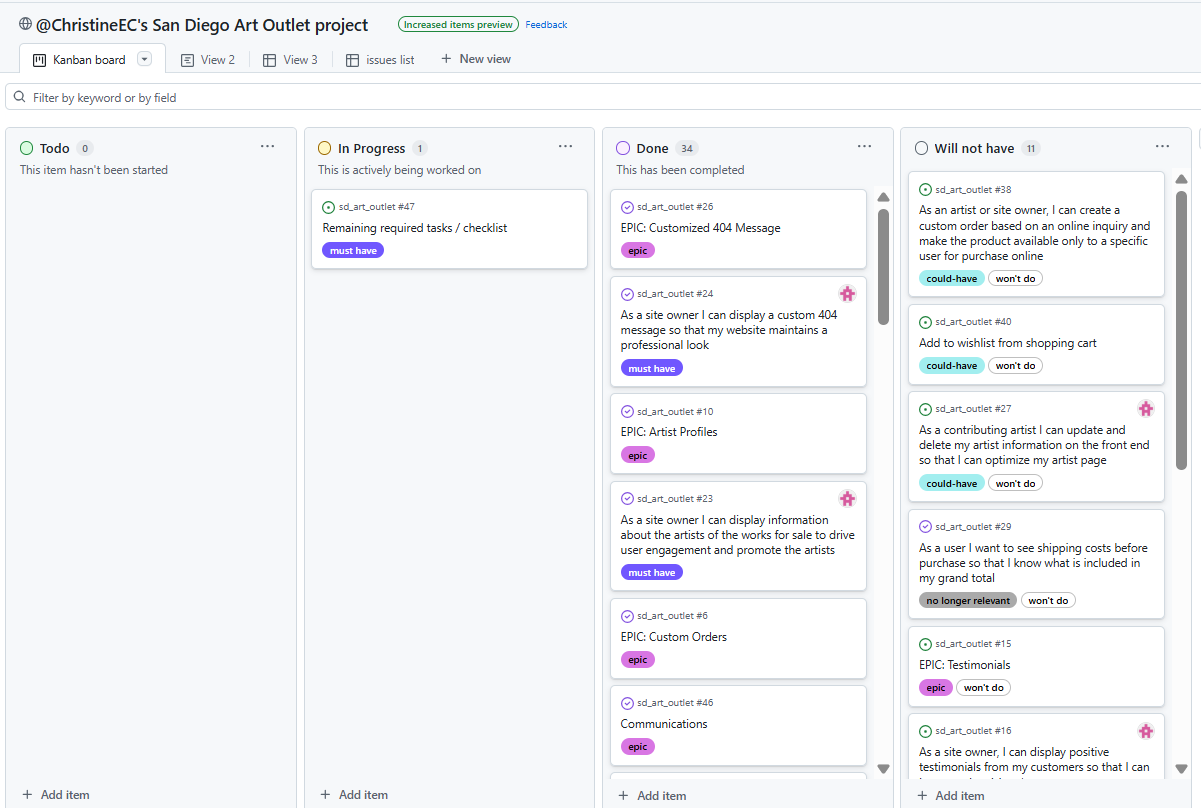 @ChristineEC's San Diego Art Outlet project
Increased items preview
Feedback
Kanban board
View 2
View 3
issues list
New view
Filter by keyword or by field
Todo 0
This item hasn't been started
Add item
In Progress 1
This is actively being worked on
sd_art_outlet #47
Remaining required tasks / checklist
must have
Add item
Done 34
This has been completed
sd_art_outlet #26
EPIC: Customized 404 Message
epic
sd_art_outlet #24
As a site owner I can display a custom 404
message so that my website maintains a
professional look
must have
sd_art_outlet #10
EPIC: Artist Profiles
epic
sd_art_outlet #23
As a site owner I can display information
about the artists of the works for sale to drive
user engagement and promote the artists
must have
sd_art_outlet #6
EPIC: Custom Orders
epic
sd_art_outlet #46
Communications
epic
Add item
Will not have 11
sd_art_outlet #38
As an artist or site owner, I can create a
custom order based on an online inquiry and
make the product available only to a specific
user for purchase online
could-have won't do
sd_art_outlet #40
Add to wishlist from shopping cart
could-have won't do
sd_art_outlet #27
As a contributing artist I can update and
delete my artist information on the front end
so that I can optimize my artist page
could-have won't do
sd_art_outlet #29
As a user I want to see shipping costs before
purchase so that I know what is included in
my grand total
no longer relevant won't do
sd_art_outlet #15
EPIC: Testimonials
epic won't do
sd_art_outlet #16
As a site owner, I can display positive
testimonials from my customers so that I can
Add item